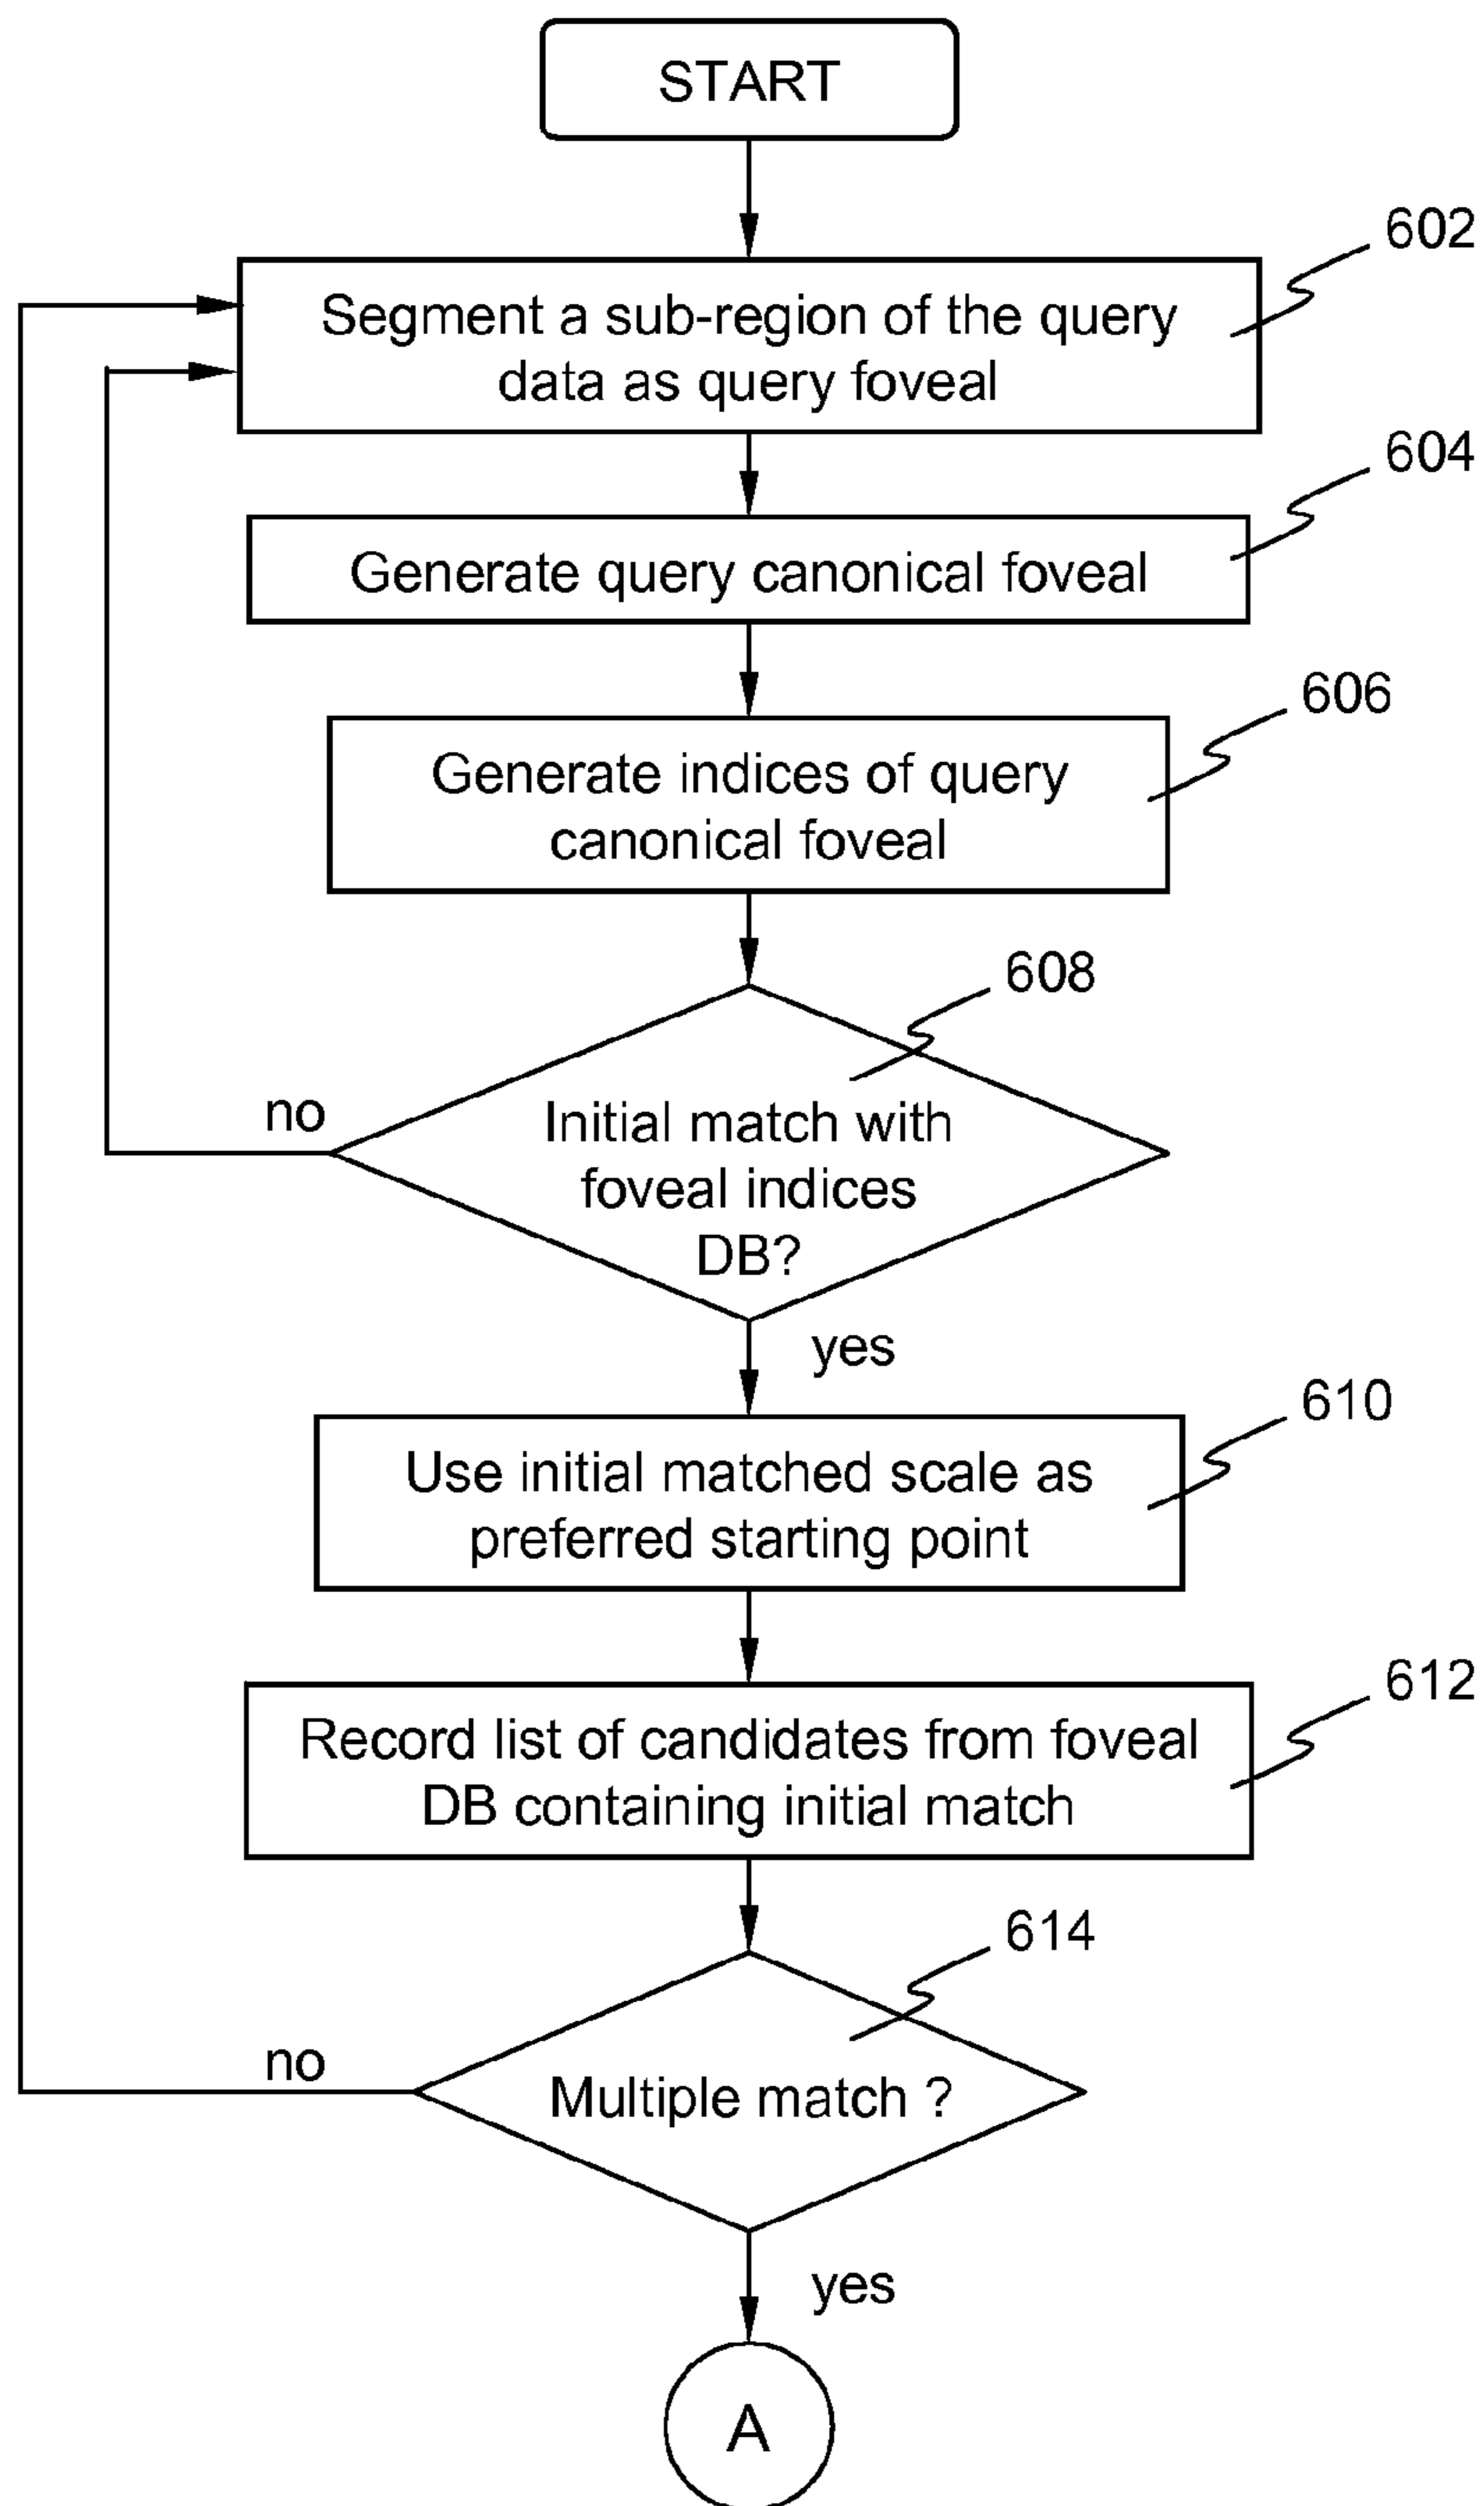 START
602
Segment a sub-region of the query
data as query foveal
604
Generate query canonical foveal
606
Generate indices of query
canonical foveal
608
Initial match with
foveal indices
DB?
no
yes
610
Use initial matched scale as
preferred starting point
612
Record list of candidates from foveal
DB containing initial match
614
Multiple match ?
no
yes
A